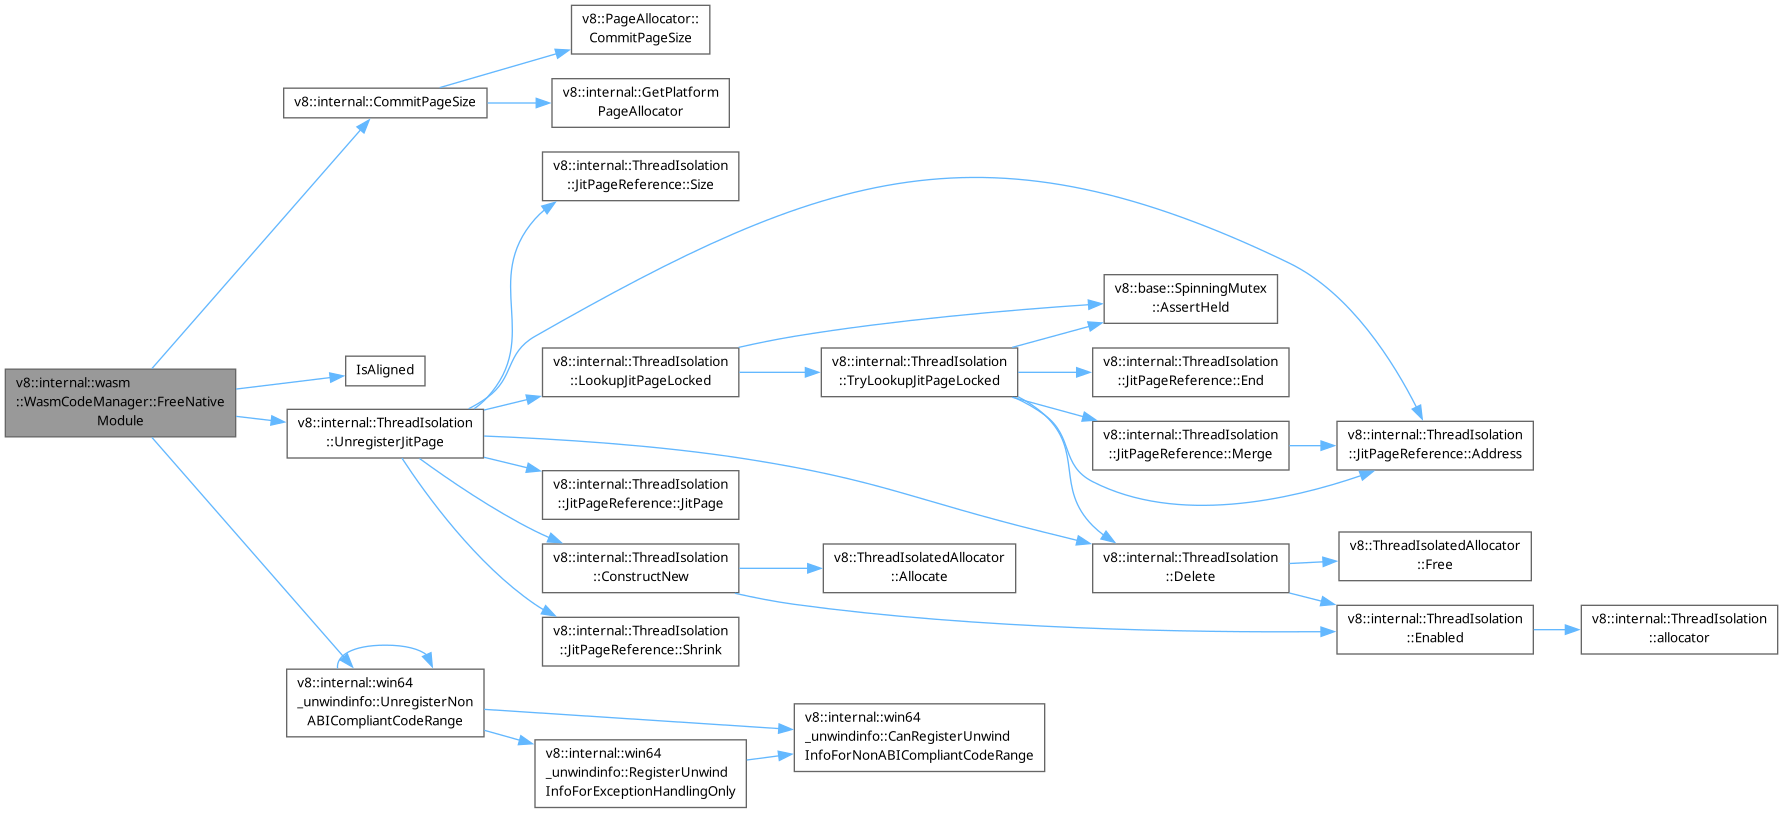 v8::PageAllocator::
CommitPageSize
v8::internal::CommitPageSize
v8::internal::GetPlatform
PageAllocator
v8::internal::ThreadIsolation
::JitPageReference::Size
v8::base::SpinningMutex
::AssertHeld
v8::internal::wasm
::WasmCodeManager::FreeNative
Module
IsAligned
v8::internal::ThreadIsolation
::LookupJitPageLocked
v8::internal::ThreadIsolation
::TryLookupJitPageLocked
v8::internal::ThreadIsolation
::JitPageReference::End
v8::internal::ThreadIsolation
::UnregisterJitPage
v8::internal::ThreadIsolation
::JitPageReference::Merge
v8::internal::ThreadIsolation
::JitPageReference::Address
v8::internal::ThreadIsolation
::JitPageReference::JitPage
v8::internal::ThreadIsolation
::ConstructNew
v8::ThreadIsolatedAllocator
::Allocate
v8::internal::ThreadIsolation
::Delete
v8::ThreadIsolatedAllocator
::Free
v8::internal::ThreadIsolation
::JitPageReference::Shrink
v8::internal::ThreadIsolation
::Enabled
v8::internal::ThreadIsolation
::allocator
v8::internal::win64
_unwindinfo::UnregisterNon
ABICompliantCodeRange
v8::internal::win64
_unwindinfo::CanRegisterUnwind
InfoForNonABICompliantCodeRange
v8::internal::win64
_unwindinfo::RegisterUnwind
InfoForExceptionHandlingOnly